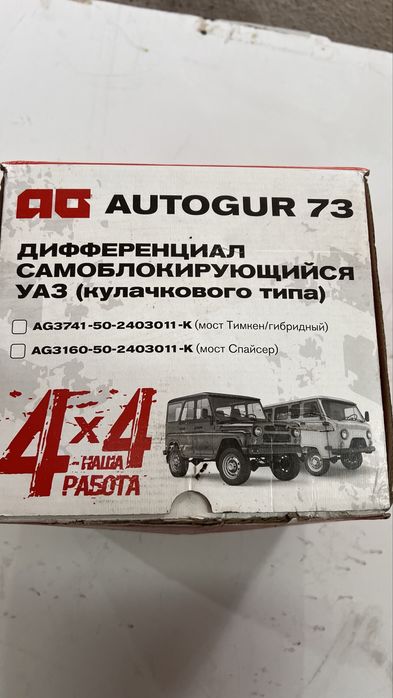 AG AUTOGUR 73
ДИФФЕРЕНЦИАЛ
САМОБЛОКИРУЮЩИЙСЯ
УАЗ (кулачкового типа)
AG3741-50-2403011-К (мост Тимкен/гибридный)
AG3160-50-2403011-К (мост Спайсер)
4x4
НАША
РАБОТА